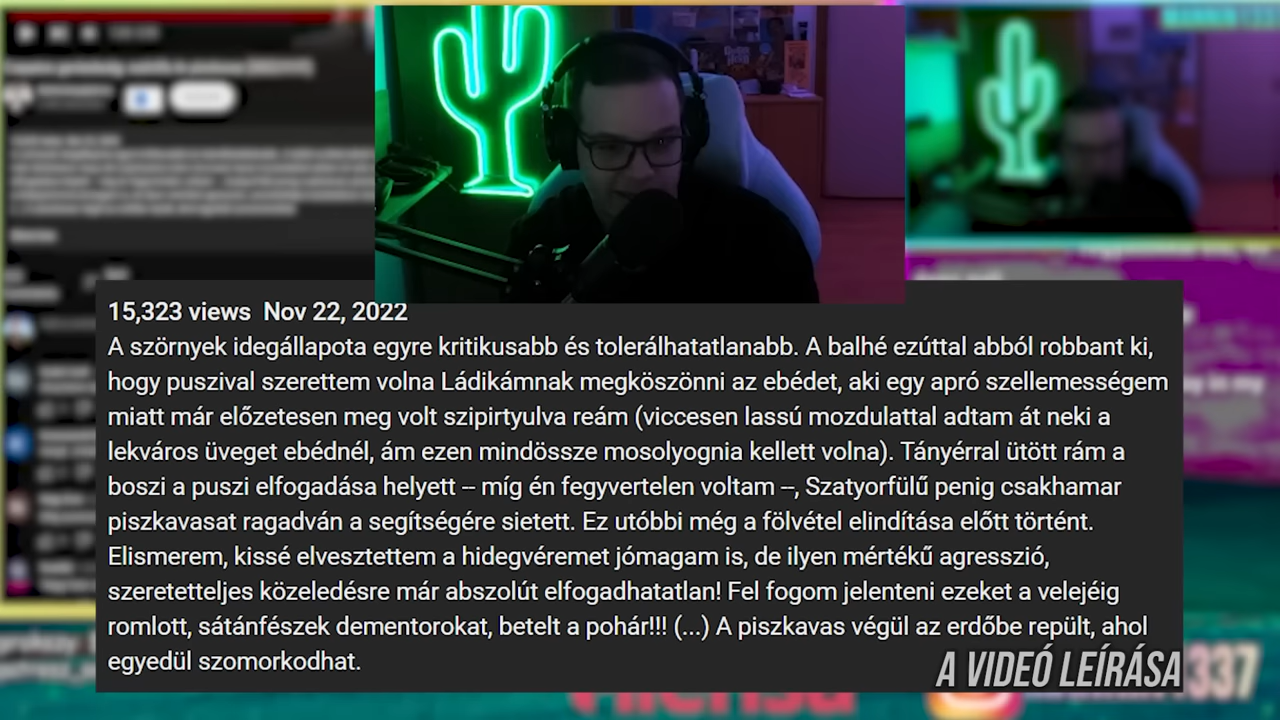 15,323 views Nov 22, 2022
A szörnyek idegállapota egyre kritikusabb és tolerálhatatlanabb. A balhé ezúttal abból robbant ki,
hogy puszival szerettem volna Ládikámnak megköszönni az ebédet, aki egy apró szellemességem
miatt már előzetesen meg volt szipirtyulva reám (viccesen lassú mozdulattal adtam át neki a
lekváros üveget ebédnél, ám ezen mindössze mosolyognia kellett volna). Tányérral ütött rám a
boszi a puszi elfogadása helyett -- míg én fegyvertelen voltam --, Szatyorfülű penig csakhamar
piszkavasat ragadván a segítségére sietett. Ez utóbbi még a fölvétel elindítása előtt történt.
Elismerem, kissé elvesztettem a hidegvéremet jómagam is, de ilyen mértékű agresszió,
szeretetteljes közeledésre már abszolút elfogadhatatlan! Fel fogom jelenteni ezeket a velejéig
romlott, sátánfészek dementorokat, betelt a pohár!!! (...) A piszkavas végül az erdőbe repült, ahol
egyedül szomorkodhat.
A VIDEÓ LEÍRÁSA
337